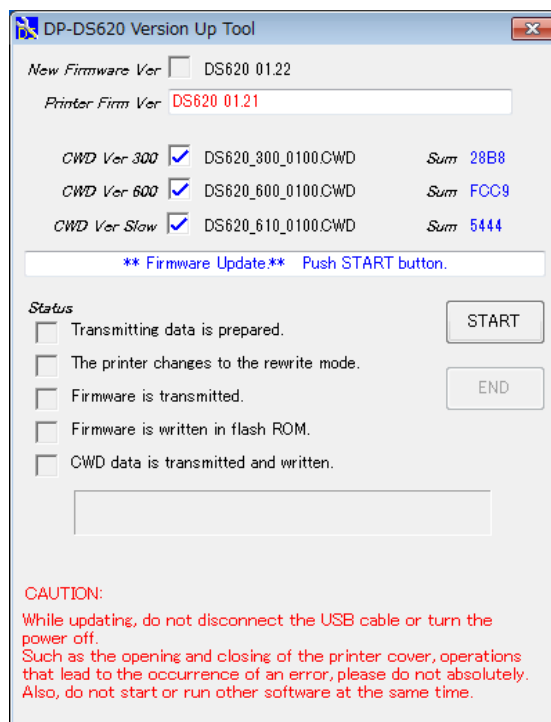 DP-DS620 Version Up Tool
New Firmware Ver DS620 01.22
Printer Firm Ver DS620 01.21
CWD Ver 300 DS620_300_0100.CWD Sum 28B8
CWD Ver 600 DS620_600_0100.CWD Sum FCC9
CWD Ver Slow DS620_610_0100.CWD Sum 5444
** Firmware Update.** Push START button.
Status
START
Transmitting data is prepared.
The printer changes to the rewrite mode.
END
Firmware is transmitted.
Firmware is written in flash ROM.
CWD data is transmitted and written.
CAUTION:
While updating, do not disconnect the USB cable or turn the
power off.
Such as the opening and closing of the printer cover, operations
that lead to the occurrence of an error, please do not absolutely.
Also, do not start or run other software at the same time.